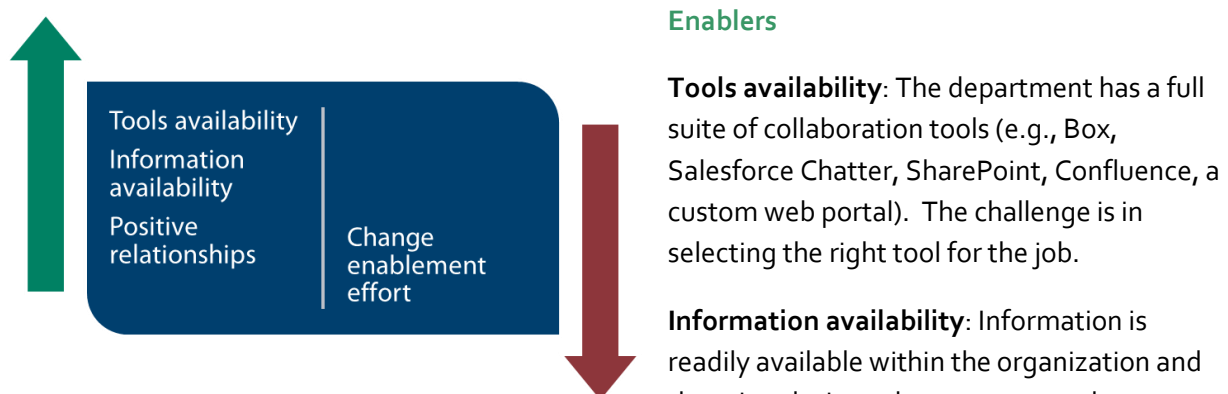 Tools availability
Information
availability
Positive
relationships
Change
enablement
effort
Enablers
Tools availability: The department has a full
suite of collaboration tools (e.g., Box,
Salesforce Chatter, SharePoint, Confluence, a
custom web portal).  The challenge is in
selecting the right tool for the job.
Information availability: Information is
readily available within the organization and